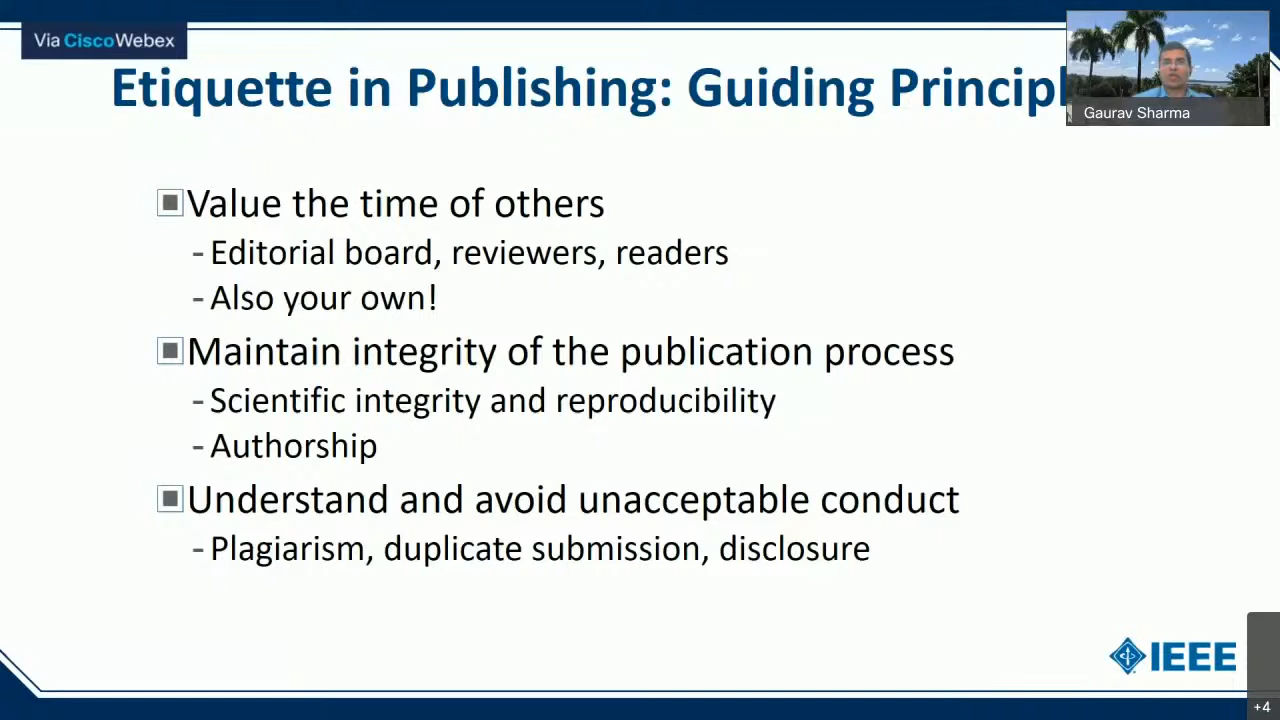 Via Cisco Webex
Etiquette in Publishing: Guiding
Gaurav Sharma
Value the time of others
- Editorial board, reviewers, readers
- Also your own!
Maintain integrity of the publication process
- Scientific integrity and reproducibility
- Authorship
Understand and avoid unacceptable conduct
- Plagiarism, duplicate submission, disclosure
IEEE
+4